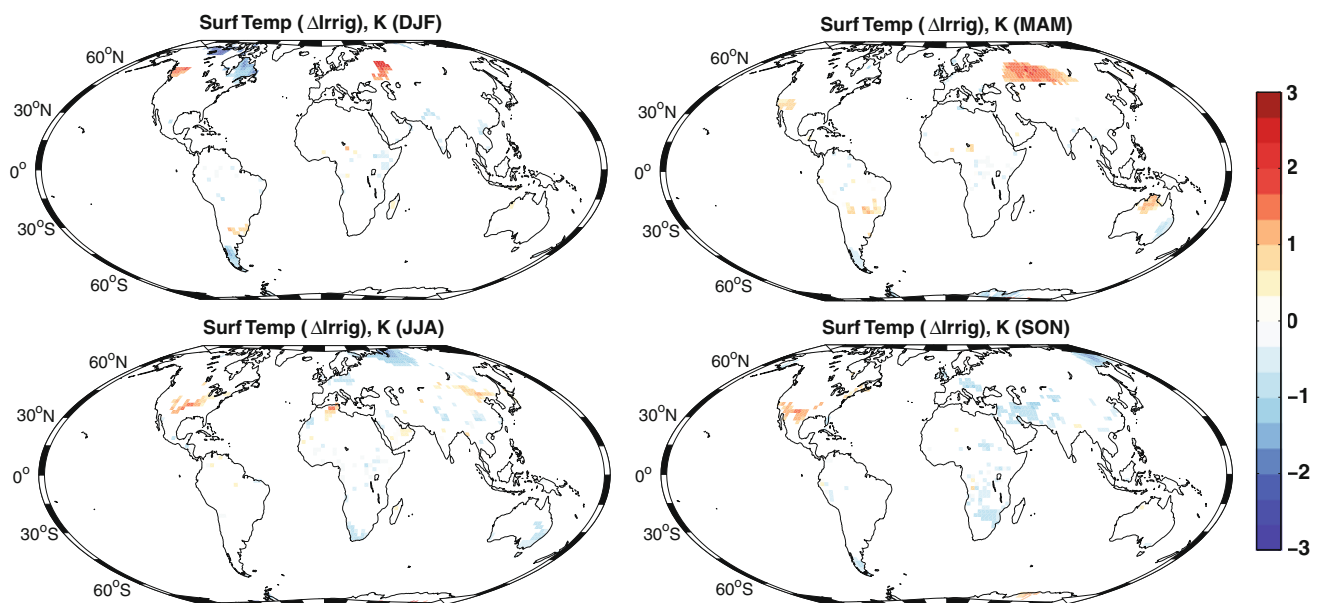 Surf Temp ( ΔIrrig), K (DJF)
Surf Temp ( ΔIrrig), K (MAM)
60°N
30°N
0°
30°S
60°S
60°N
30°N
0°
30°S
60°S
Surf Temp ( ΔIrrig), K (JJA)
Surf Temp ( ΔIrrig), K (SON)
60°N
30°N
0°
30°S
60°S
60°N
30°N
0°
30°S
60°S
3
2
1
0
−1
−2
−3